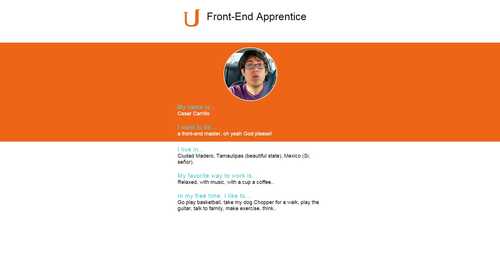 U Front-End Apprentice
My name is...
Cesar Carrillo
I want to be...
a front-end master, oh yeah God please!
I live in...
Ciudad Madero, Tamaulipas (beautiful state), Mexico (Si,
señor).
My favorite way to work is...
Relaxed, with music, with a cup a coffee..
In my free time, I like to...
Go play basketball, take my dog Chopper for a walk, play the
guitar, talk to family, make exercise, think..